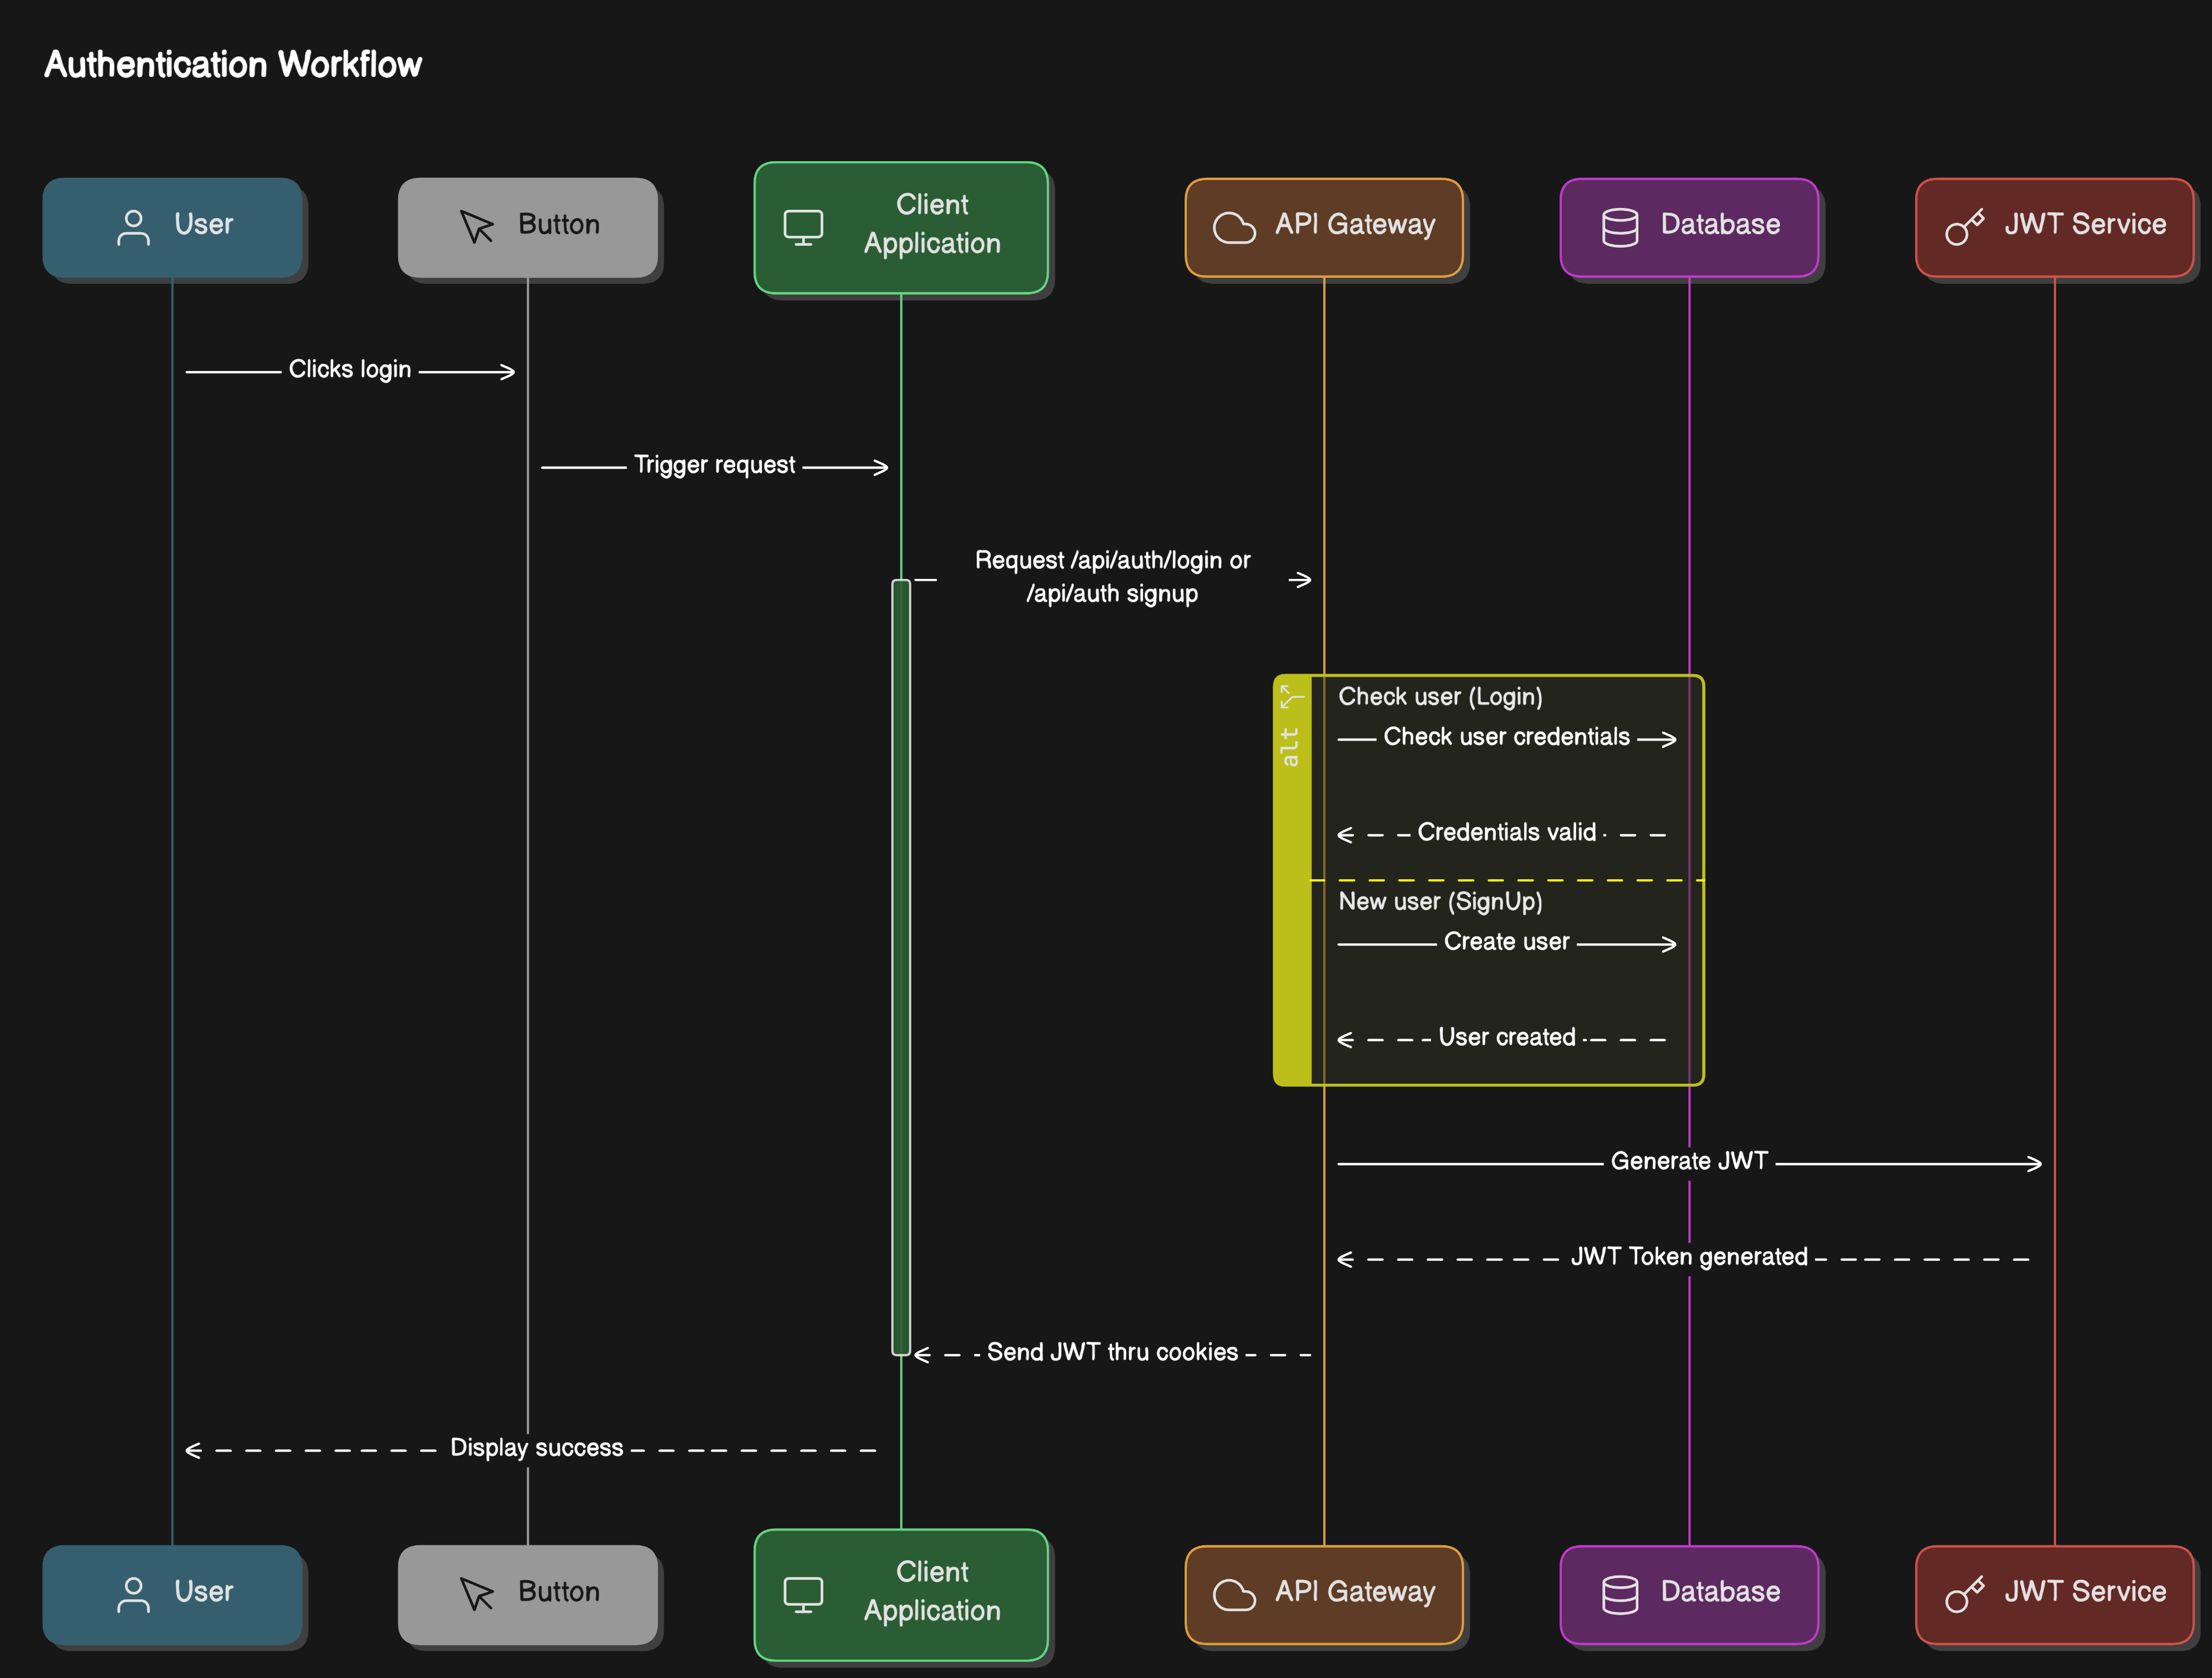 Authentication Workflow
User
Button
Client
Application
API Gateway
Database
JWT Service
Clicks login
Trigger request
Request /api/auth/login or
/api/auth signup
alt
Check user (Login)
Check user credentials
Credentials valid
New user (SignUp)
Create user
User created
Generate JWT
JWT Token generated
Send JWT thru cookies
Display success
User
Button
Client
Application
API Gateway
Database
JWT Service